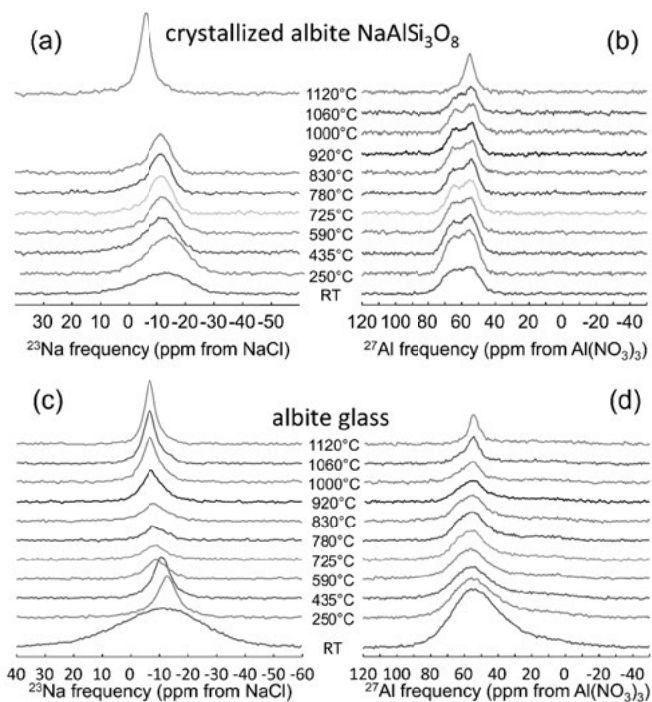 (a) crystallized albite NaAlSi₃O₈ (b)
1120°C
1060°C
1000°C
920°C
830°C
780°C
725°C
590°C
435°C
250°C
RT
30 20 10 0 -10 -20 -30 -40 -50
120 100 80 60 40 20 0 -20 -40
²³Na frequency (ppm from NaCl)
²⁷Al frequency (ppm from Al(NO₃)₃)
(c) albite glass (d)
1120°C
1060°C
1000°C
920°C
830°C
780°C
725°C
590°C
435°C
250°C
RT
40 30 20 10 0 -10 -20 -30 -40 -50 -60
120 100 80 60 40 20 0 -20 -40
²³Na frequency (ppm from NaCl)
²⁷Al frequency (ppm from Al(NO₃)₃)